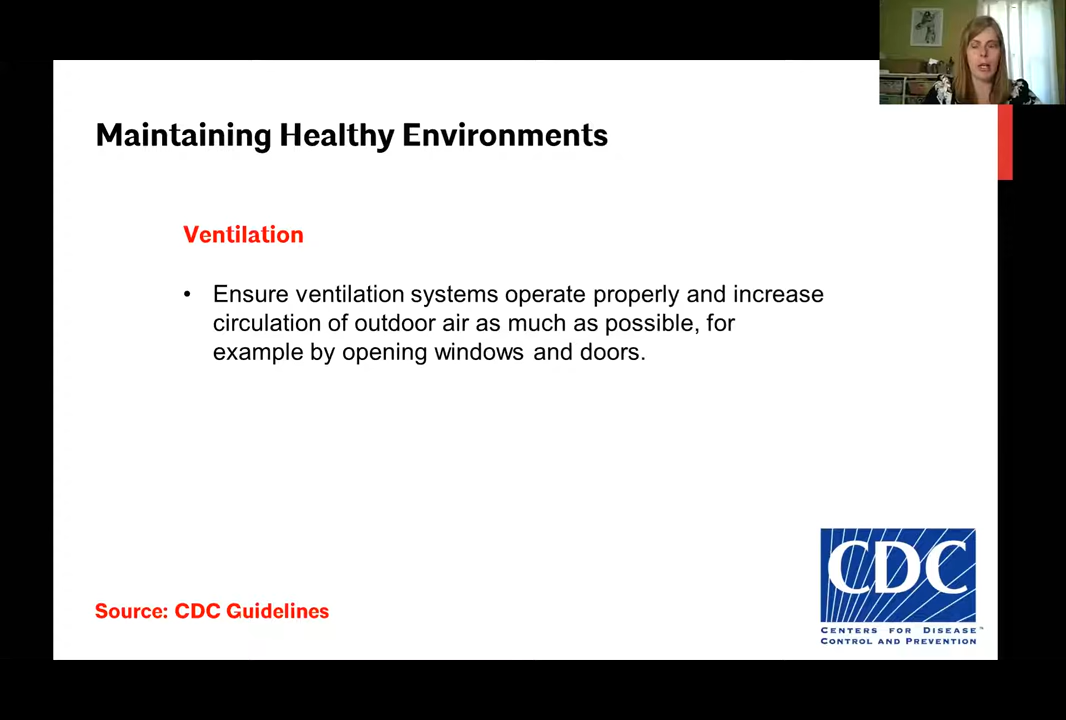 Maintaining Healthy Environments
Ventilation
• Ensure ventilation systems operate properly and increase
circulation of outdoor air as much as possible, for
example by opening windows and doors.
Source: CDC Guidelines
CDC
CENTERS FOR DISEASE™
CONTROL AND PREVENTION